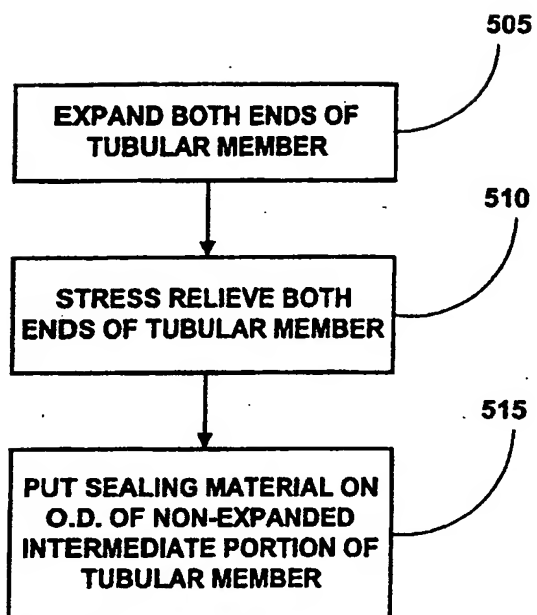 505
EXPAND BOTH ENDS OF
TUBULAR MEMBER
510
STRESS RELIEVE BOTH
ENDS OF TUBULAR MEMBER
515
PUT SEALING MATERIAL ON
O.D. OF NON-EXPANDED
INTERMEDIATE PORTION OF
TUBULAR MEMBER